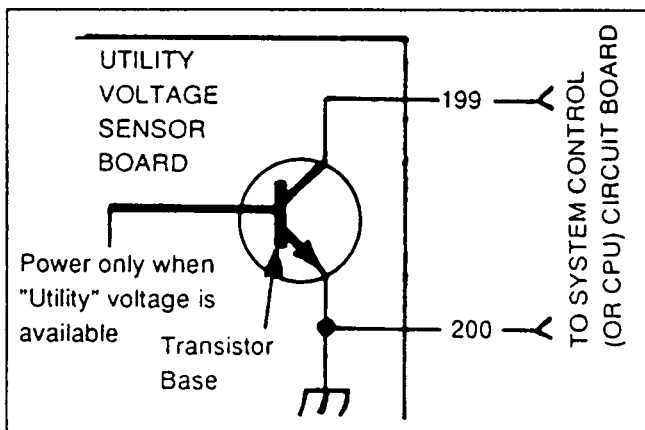 UTILITY
VOLTAGE
SENSOR
BOARD
199
Power only when
"Utility" voltage is
available
Transistor
Base
200
TO SYSTEM CONTROL
(OR CPU) CIRCUIT BOARD